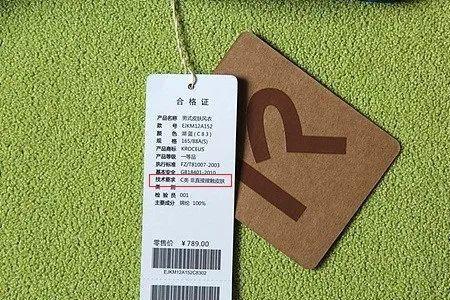 合格证
产品名称 男式皮肤风衣
款号 EJKM12A152
颜色 湖蓝(C83)
规格 165/88A(S)
产品商标 KROCEUS
产品等级 一等品
执行标准 FZ/T81007-2003
基本安全 GB18401-2010
技术要求 C类 非直接接触皮肤
类别
检验员 001
主要成分 锦纶 100%
零售价 ¥789.00
EJKM12A152C8302